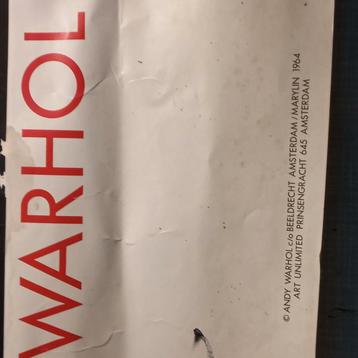 WARHOL
© ANDY WARHOL c/o BEELDRECHT AMSTERDAM / MARYLIN 1964
ART UNLIMITED PRINSENGRACHT 645 AMSTERDAM